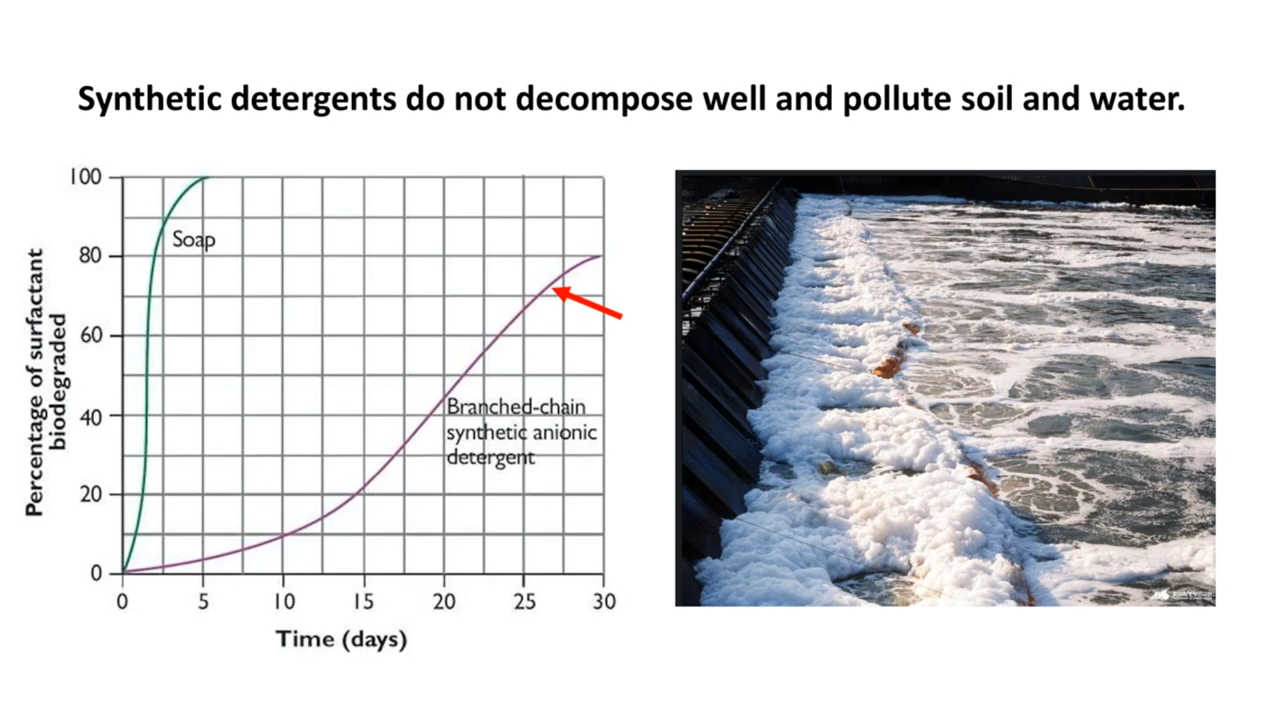 Synthetic detergents do not decompose well and pollute soil and water.
100
80
60
40
20
0
Percentage of surfactant
biodegraded
Soap
Branched-chain
synthetic anionic
detergent
0 5 10 15 20 25 30
Time (days)